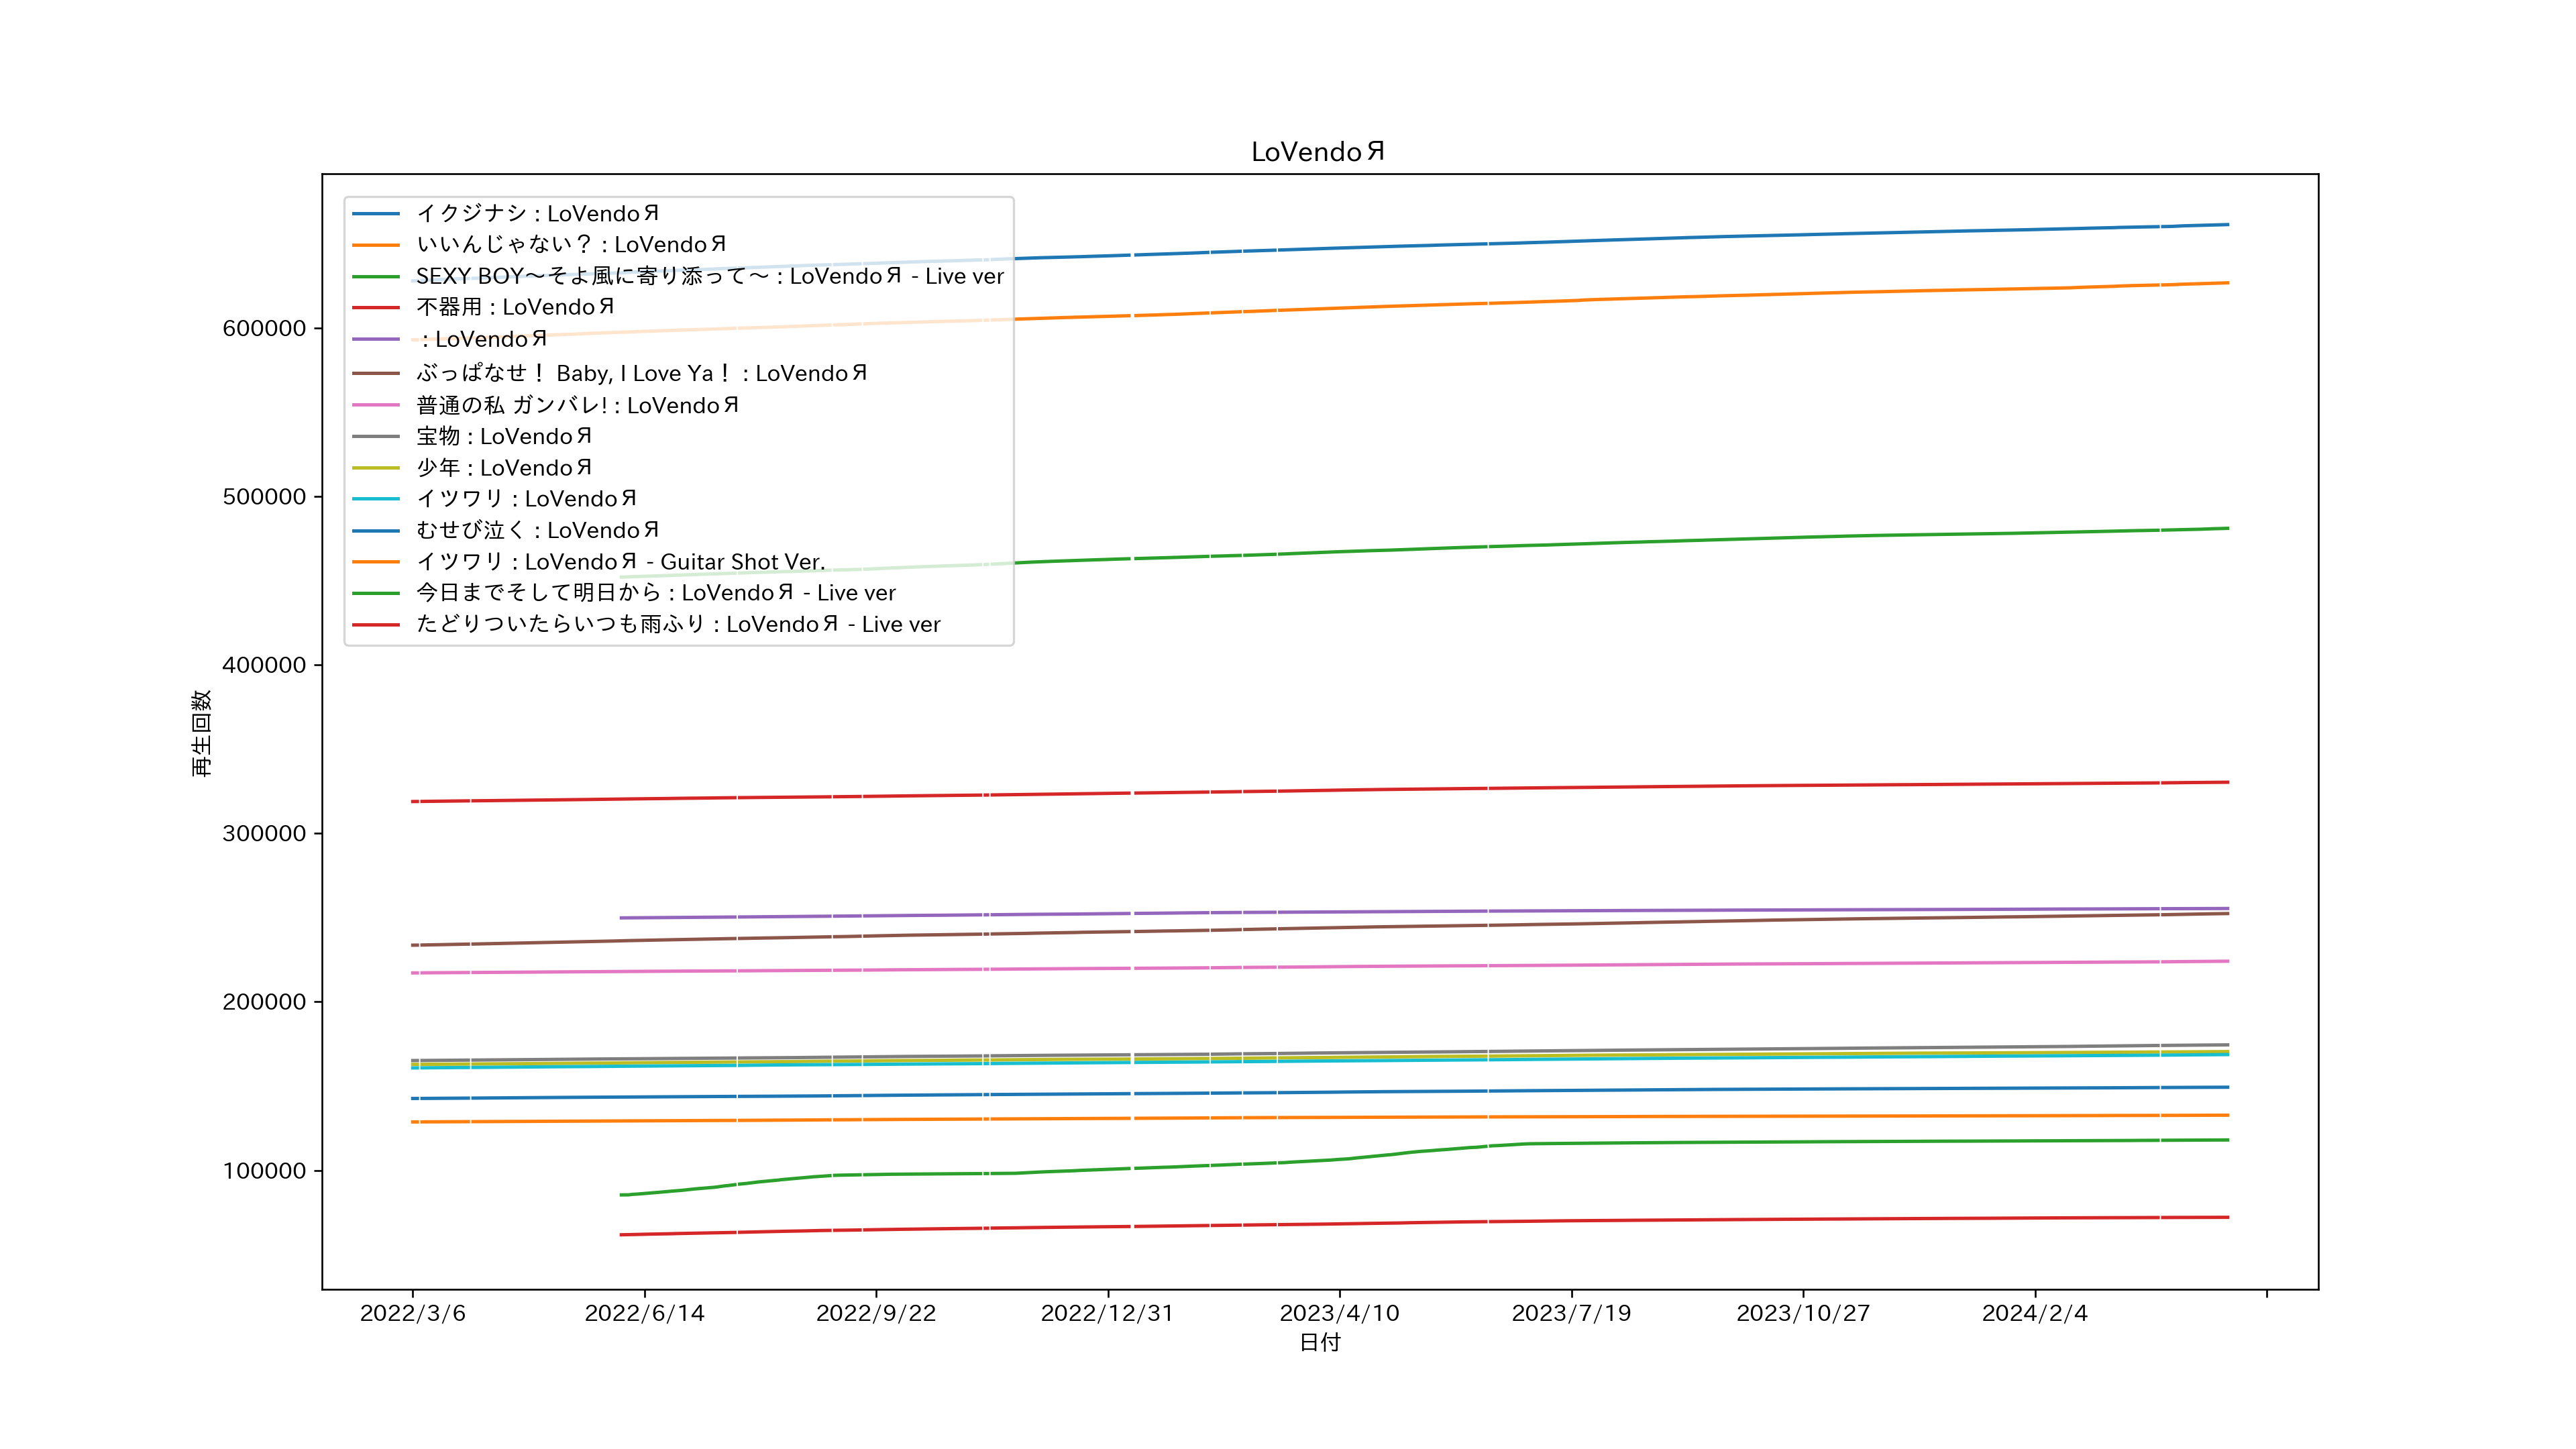 LoVendoЯ
イクジナシ : LoVendoЯ
いいんじゃない？ : LoVendoЯ
SEXY BOY～そよ風に寄り添って～ : LoVendoЯ - Live ver
不器用 : LoVendoЯ
: LoVendoЯ
ぶっぱなせ！ Baby, I Love Ya！ : LoVendoЯ
普通の私 ガンバレ! : LoVendoЯ
宝物 : LoVendoЯ
少年 : LoVendoЯ
イツワリ : LoVendoЯ
むせび泣く : LoVendoЯ
イツワリ : LoVendoЯ - Guitar Shot Ver.
今日までそして明日から : LoVendoЯ - Live ver
たどりついたらいつも雨ふり : LoVendoЯ - Live ver
600000
500000
400000
300000
200000
100000
再生回数
2022/3/6 2022/6/14 2022/9/22 2022/12/31 2023/4/10 2023/7/19 2023/10/27 2024/2/4
日付